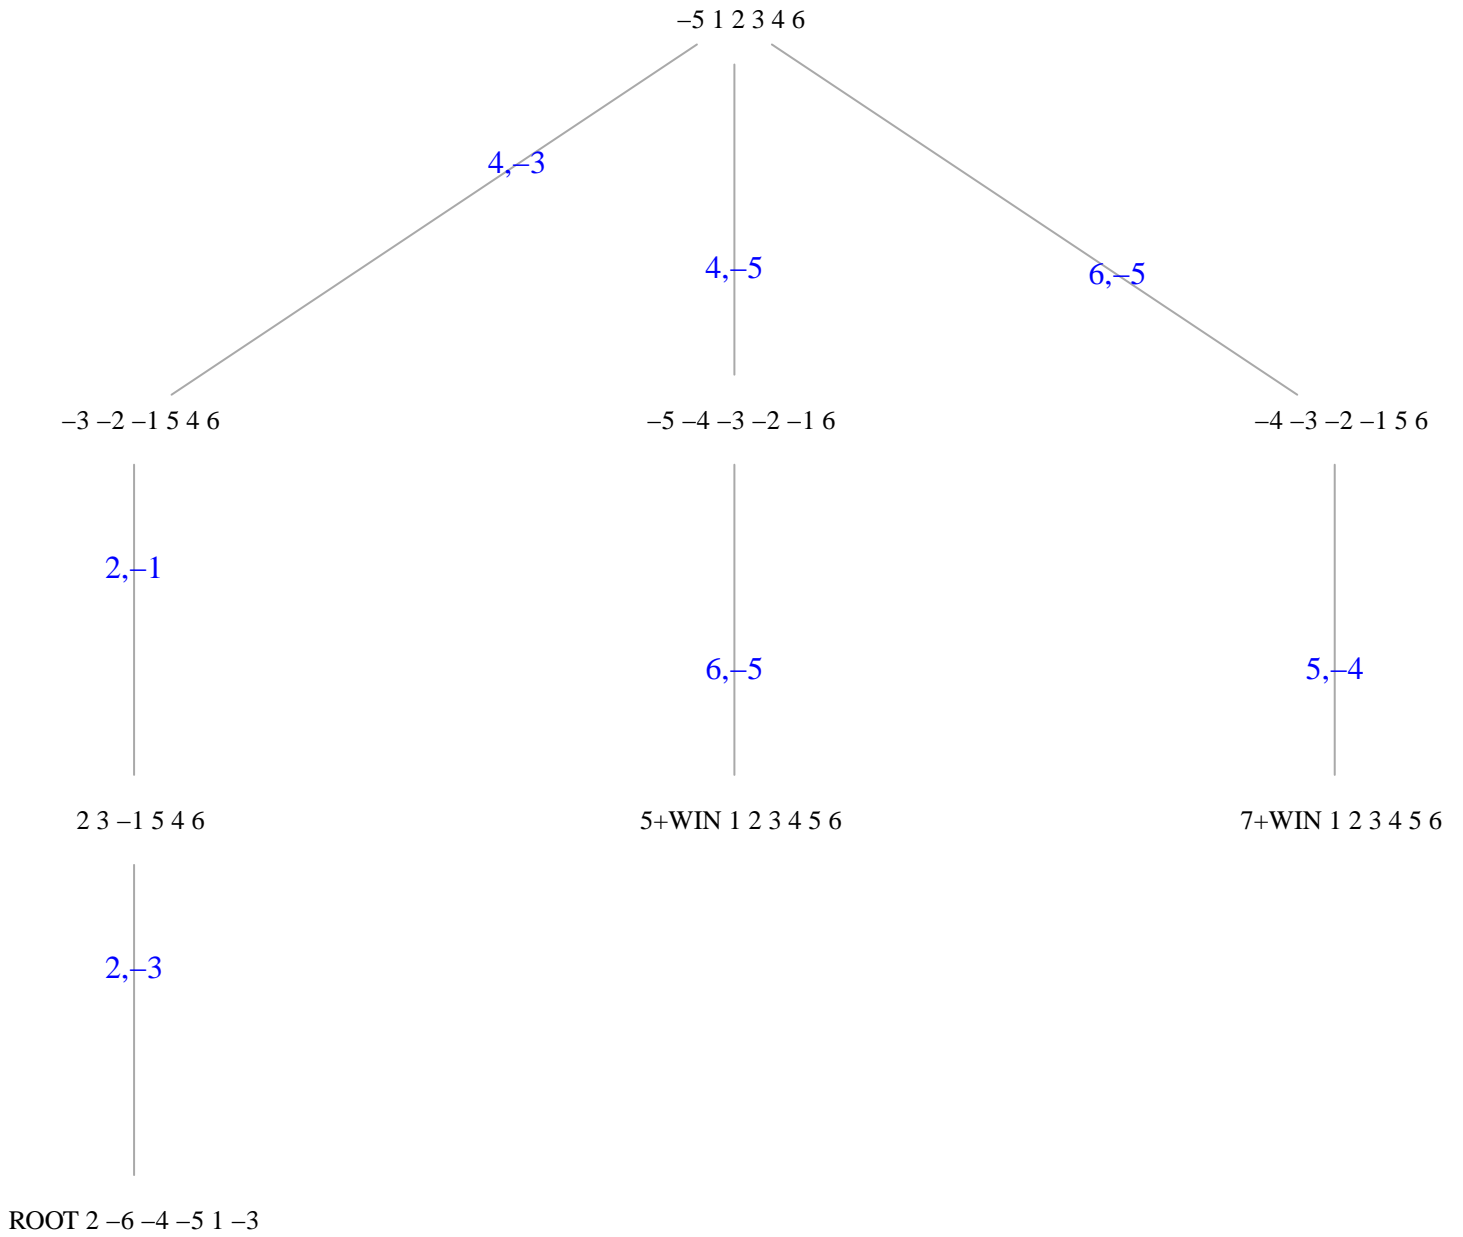 –5 1 2 3 4 6
4,–3
4,–5
6,–5
–3 –2 –1 5 4 6
–5 –4 –3 –2 –1 6
–4 –3 –2 –1 5 6
2,–1
6,–5
5,–4
2 3 –1 5 4 6
5+WIN 1 2 3 4 5 6
7+WIN 1 2 3 4 5 6
2,–3
ROOT 2 –6 –4 –5 1 –3